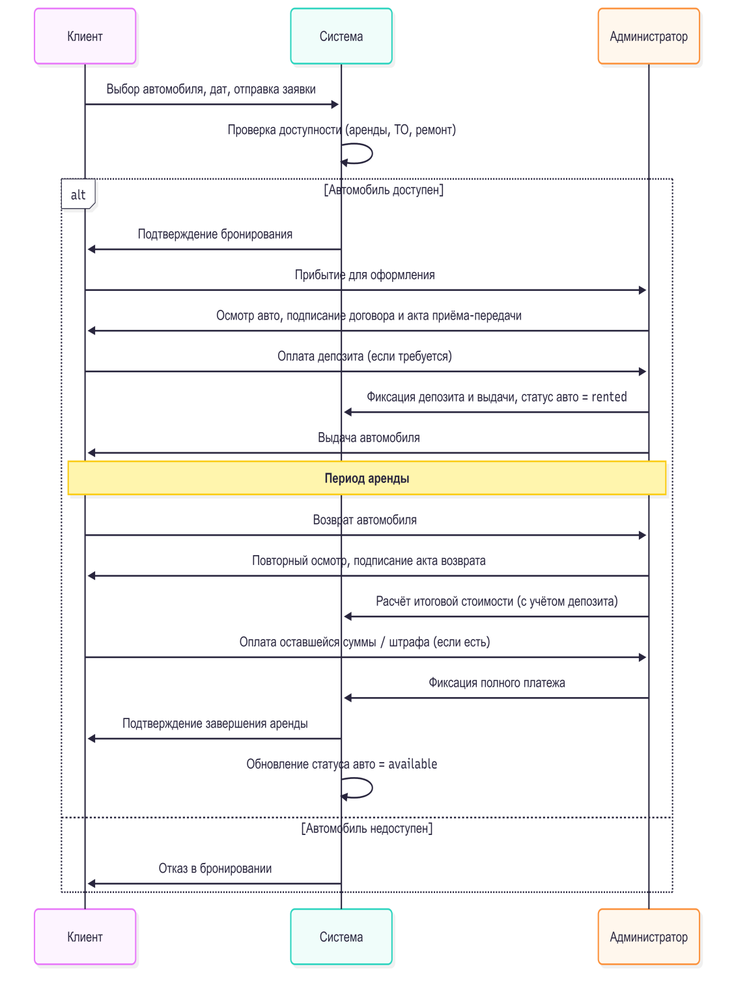 Клиент
Система
Администратор
Выбор автомобиля, дат, отправка заявки
Проверка доступности (аренды, ТО, ремонт)
alt
[Автомобиль доступен]
Подтверждение бронирования
Прибытие для оформления
Осмотр авто, подписание договора и акта приёма-передачи
Оплата депозита (если требуется)
Фиксация депозита и выдачи, статус авто = rented
Выдача автомобиля
Период аренды
Возврат автомобиля
Повторный осмотр, подписание акта возврата
Расчёт итоговой стоимости (с учётом депозита)
Оплата оставшейся суммы / штрафа (если есть)
Фиксация полного платежа
Подтверждение завершения аренды
Обновление статуса авто = available
[Автомобиль недоступен]
Отказ в бронировании
Клиент
Система
Администратор